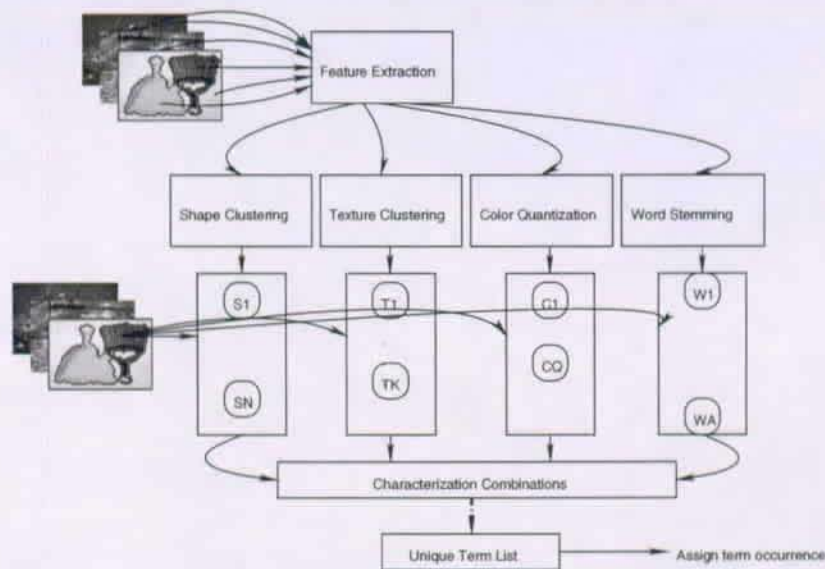 Feature Extraction
Shape Clustering
Texture Clustering
Color Quantization
Word Stemming
S1
T1
C1
W1
SN
TK
CQ
WA
Characterization Combinations
Unique Term List
Assign term occurrence